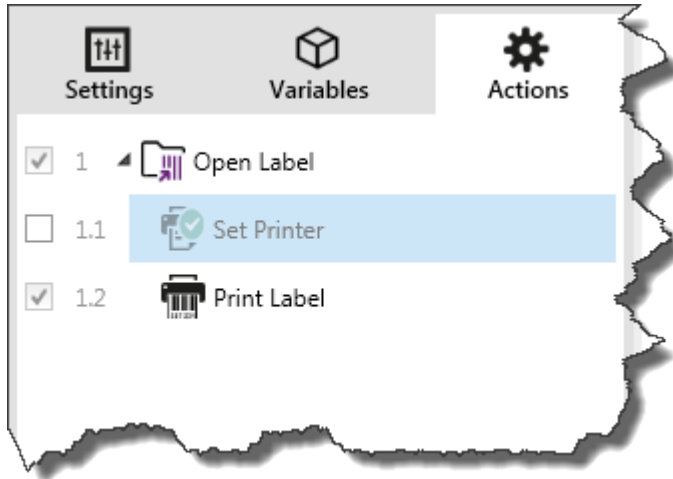 Settings Variables Actions
1 Open Label
1.1 Set Printer
1.2 Print Label